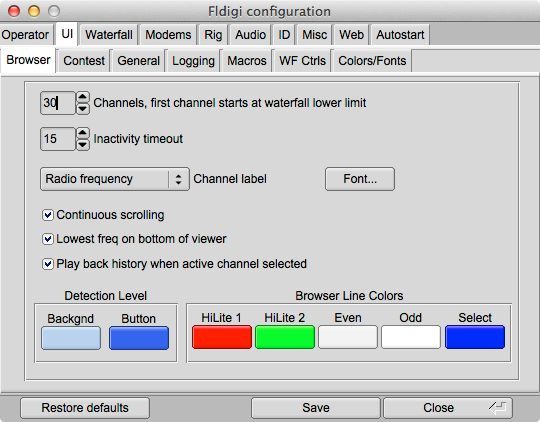 Fldigi configuration
Operator UI Waterfall Modems Rig Audio ID Misc Web Autostart
Browser Contest General Logging Macros WF Ctrls Colors/Fonts
30 Channels, first channel starts at waterfall lower limit
15 Inactivity timeout
Radio frequency Channel label Font...
Continuous scrolling
Lowest freq on bottom of viewer
Play back history when active channel selected
Detection Level Browser Line Colors
Backgnd Button HiLite 1 HiLite 2 Even Odd Select
Restore defaults Save Close